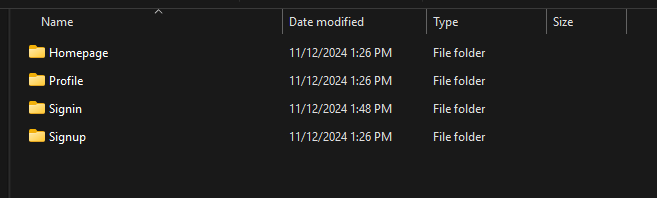 Name Date modified Type Size
Homepage 11/12/2024 1:26 PM File folder
Profile 11/12/2024 1:26 PM File folder
Signin 11/12/2024 1:48 PM File folder
Signup 11/12/2024 1:26 PM File folder